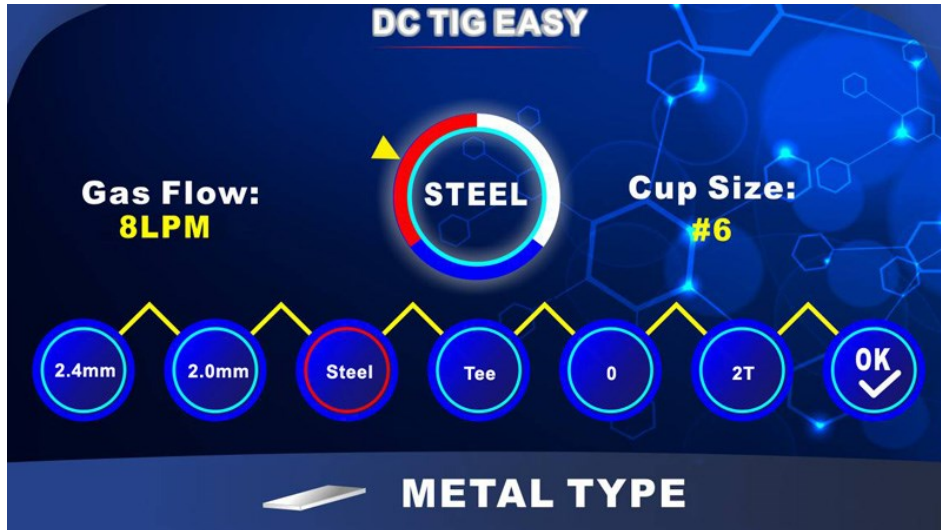 DC TIG EASY
Gas Flow:
8LPM
STEEL
Cup Size:
#6
2.4mm
2.0mm
Steel
Tee
0
2T
OK
METAL TYPE